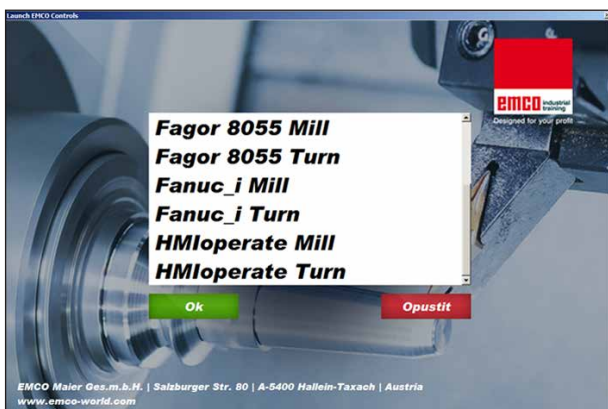 Launch EMCO Controls
emco industrial
training
Designed for your profit
Fagor 8055 Mill
Fagor 8055 Turn
Fanuc_i Mill
Fanuc_i Turn
HMIoperate Mill
HMIoperate Turn
Ok
Opustit
EMCO Maier Ges.m.b.H. | Salzburger Str. 80 | A-5400 Hallein-Taxach | Austria
www.emco-world.com